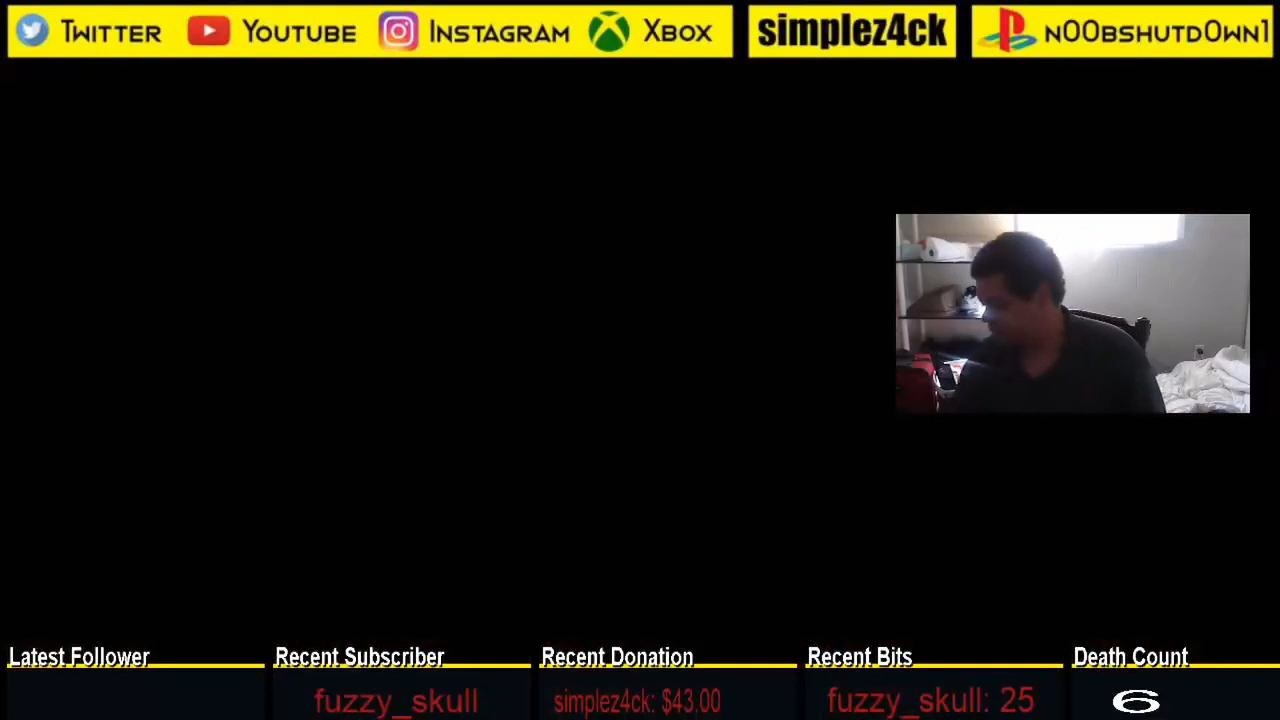 Twitter Youtube Instagram Xbox simplez4ck n00bshutd0wn1
Latest Follower Recent Subscriber Recent Donation Recent Bits Death Count
fuzzy_skull simplez4ck: $43.00 fuzzy_skull: 25 6